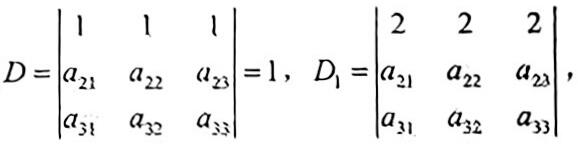 D = | 1 1 1 | = 1, D₁ = | 2 2 2 |,
| a₂₁ a₂₂ a₂₃ | | a₂₁ a₂₂ a₂₃ |
| a₃₁ a₃₂ a₃₃ | | a₃₁ a₃₂ a₃₃ |